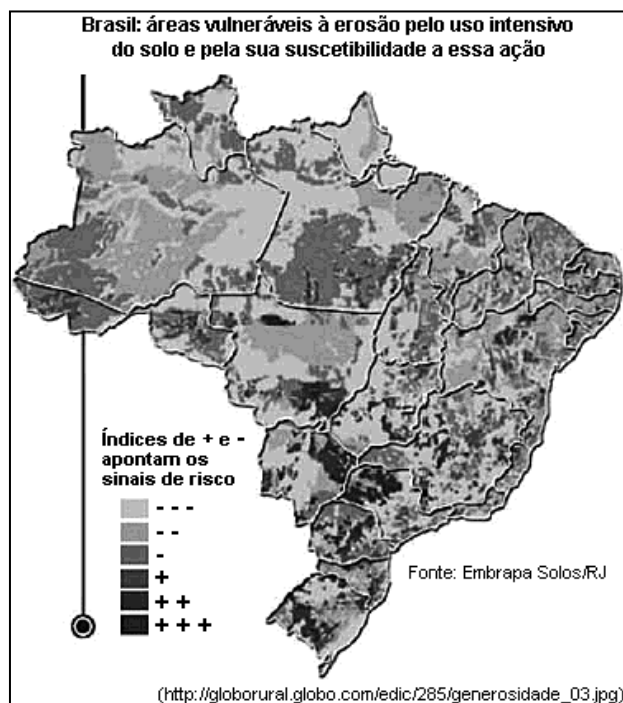 Brasil: áreas vulneráveis à erosão pelo uso intensivo
do solo e pela sua suscetibilidade a essa ação
Índices de + e -
apontam os
sinais de risco
- - -
- -
-
+
+ +
+ + +
Fonte: Embrapa Solos/RJ
(http://globorural.globo.com/edic/285/generosidade_03.jpg)